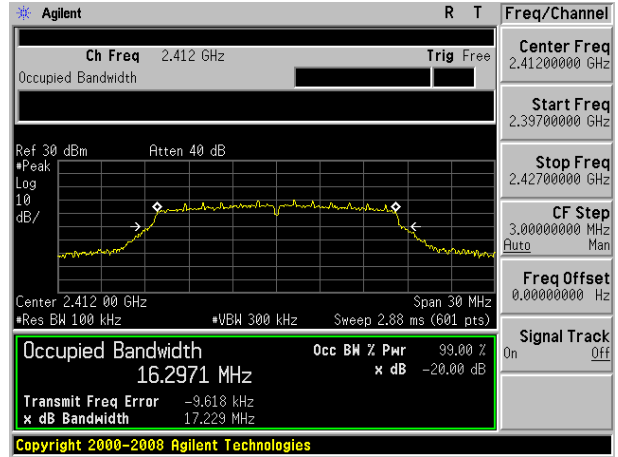 Agilent R T Freq/Channel
Ch Freq 2.412 GHz Trig Free
Occupied Bandwidth
Center Freq
2.41200000 GHz
Start Freq
2.39700000 GHz
Stop Freq
2.42700000 GHz
CF Step
3.00000000 MHz
Auto Man
Freq Offset
0.00000000 Hz
Signal Track
On Off
Ref 30 dBm Atten 40 dB
#Peak
Log
10
dB/
Center 2.412 00 GHz Span 30 MHz
#Res BW 100 kHz #VBW 300 kHz Sweep 2.88 ms (601 pts)
Occupied Bandwidth Occ BW % Pwr 99.00 %
16.2971 MHz x dB -20.00 dB
Transmit Freq Error -9.618 kHz
x dB Bandwidth 17.229 MHz
Copyright 2000-2008 Agilent Technologies